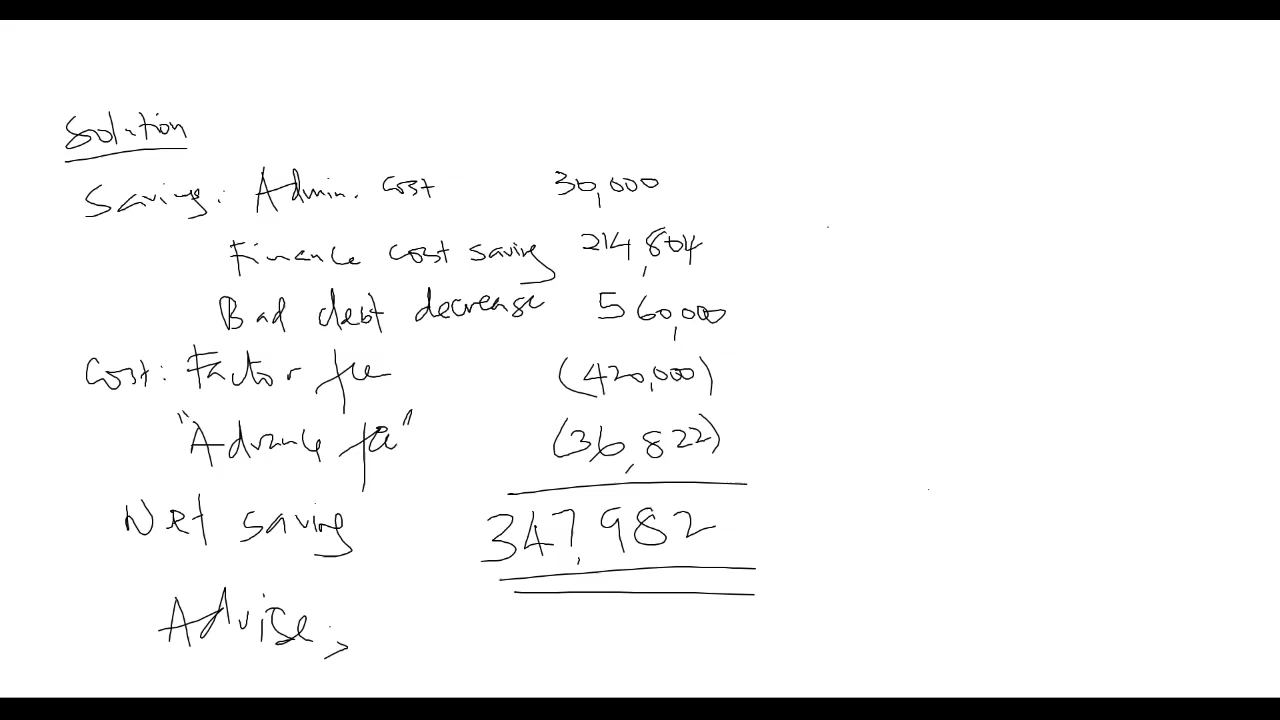 Solution
Saving: Admin. cost 30,000
Finance cost saving 214,804
Bad debt decrease 560,000
Cost: Factor fee (420,000)
"Advance fee" (36,822)
Net saving 347,982
Advise;